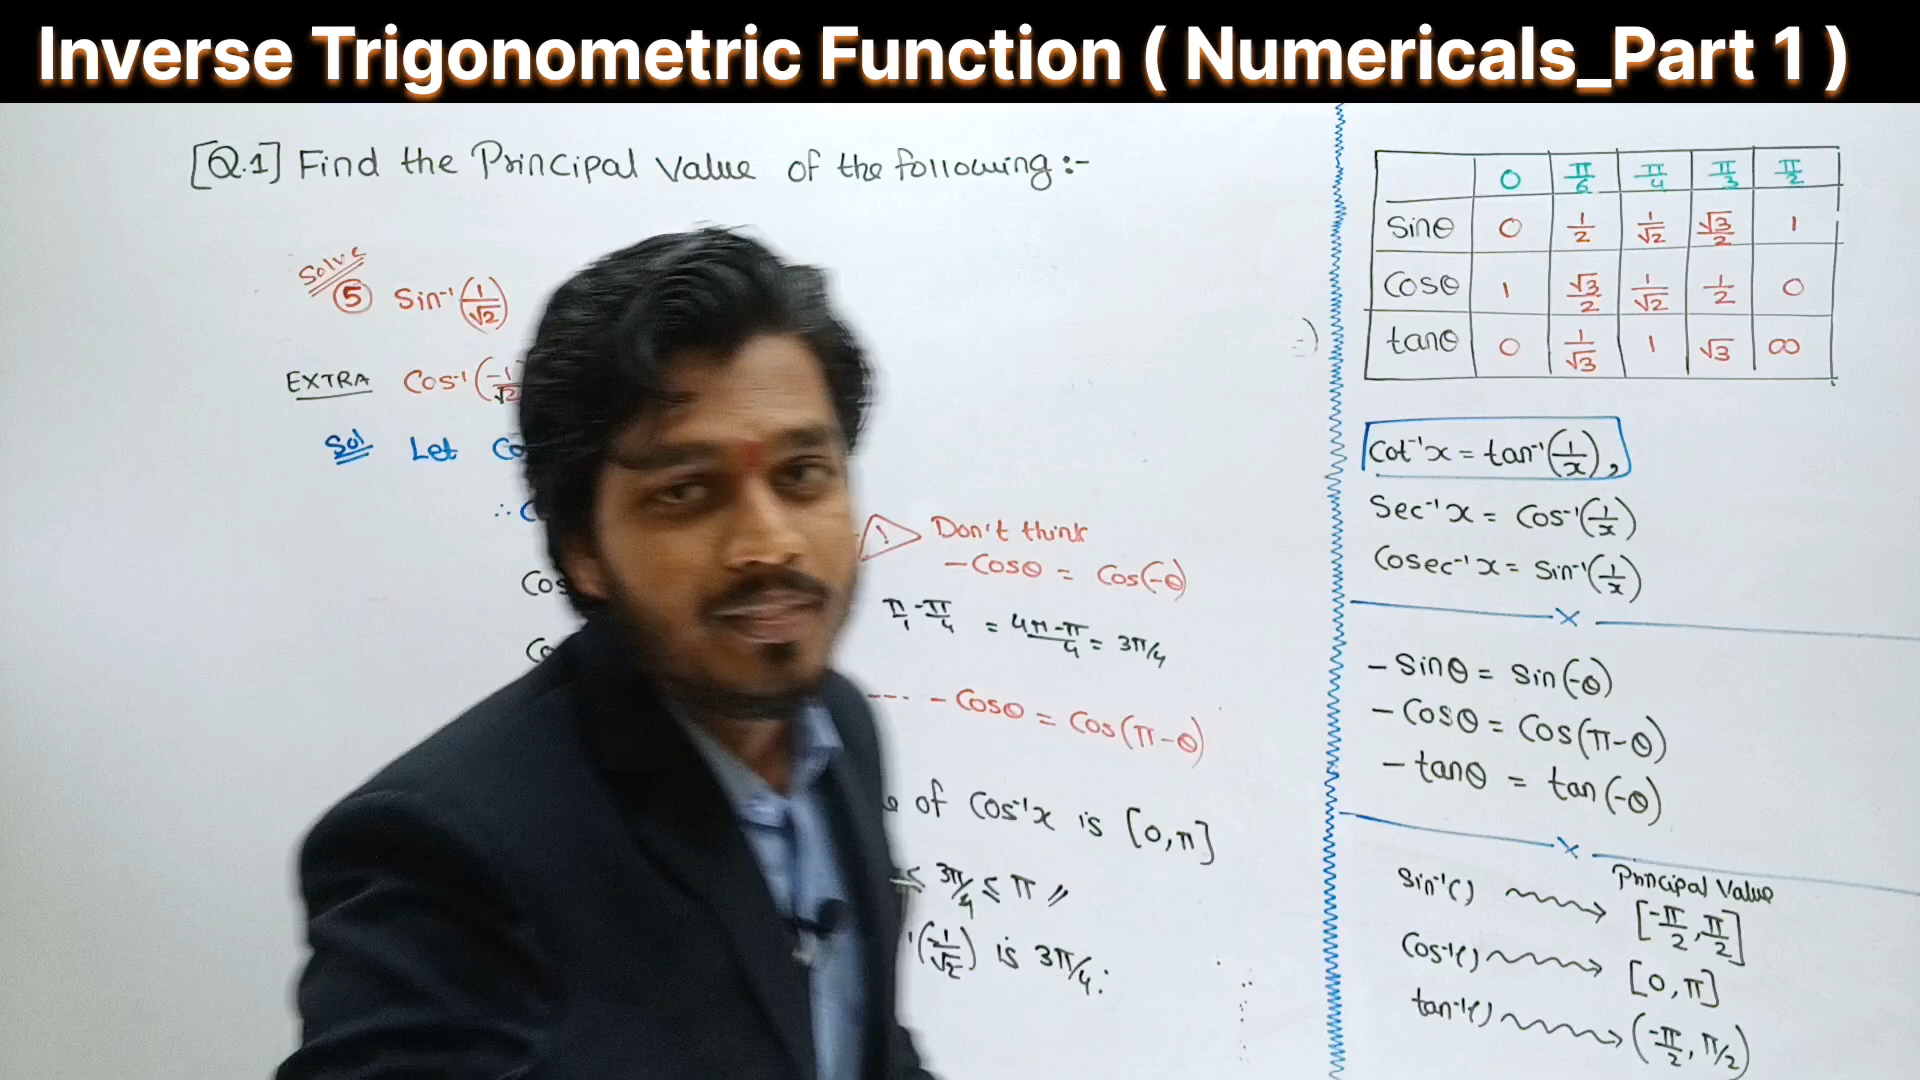 Inverse Trigonometric Function ( Numericals_Part 1 )
[Q.1] Find the Principal Value of the following :-
Solve
⑤ Sin⁻¹(1/√2)
EXTRA Cos⁻¹(-1/√2
Sol Let Co
∴ C
Cos
Co
! Don't think
-Cosθ = Cos(-θ)
π/1 - π/4 = 4π-π/4 = 3π/4
---- - Cosθ = Cos(π-θ)
of Cos⁻¹x is [0,π]
≤ 3π/4 ≤ π //
(-1/√2) is 3π/4.
0 π/6 π/4 π/3 π/2
Sinθ 0 1/2 1/√2 √3/2 1
Cosθ 1 √3/2 1/√2 1/2 0
tanθ 0 1/√3 1 √3 ∞
Cot⁻¹x = tan⁻¹(1/x),
Sec⁻¹x = Cos⁻¹(1/x)
Cosec⁻¹x = Sin⁻¹(1/x)
- Sinθ = Sin(-θ)
- Cosθ = Cos(π-θ)
- tanθ = tan(-θ)
Principal Value
Sin⁻¹() [-π/2, π/2]
Cos⁻¹() [0,π]
tan⁻¹() (-π/2, π/2)